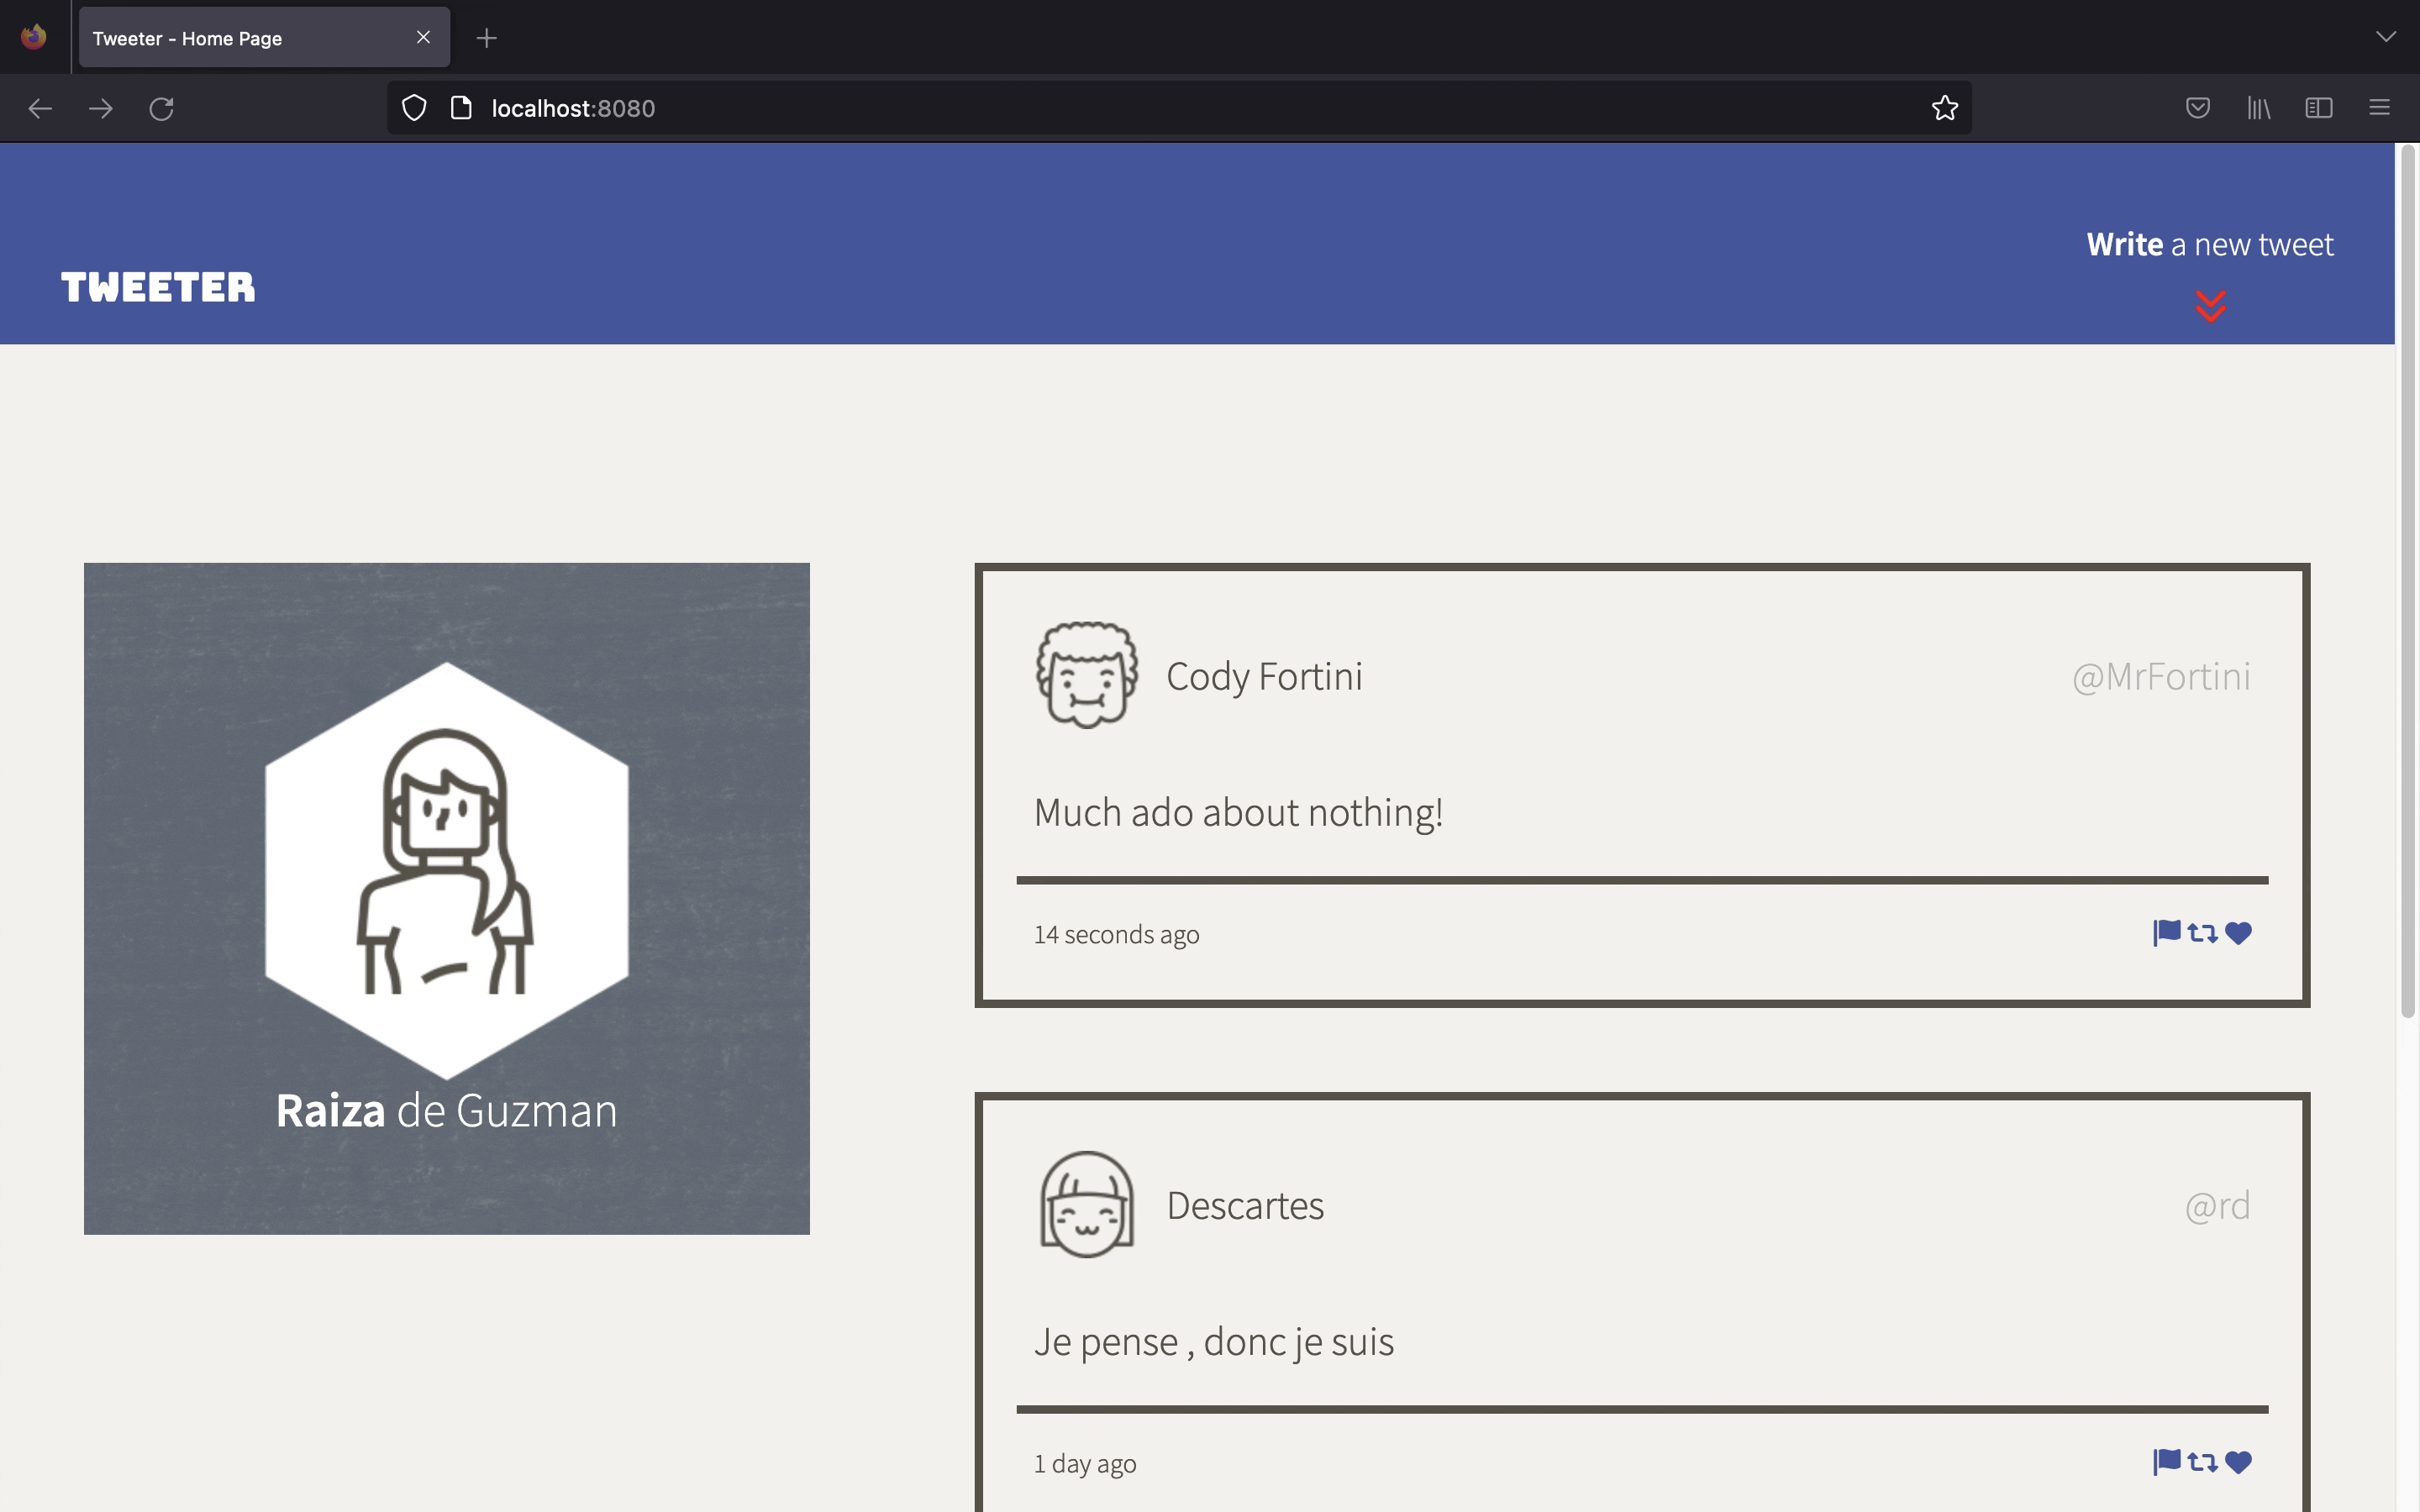 Tweeter - Home Page
localhost:8080
Write a new tweet
TWEETER
Raiza de Guzman
Cody Fortini
@MrFortini
Much ado about nothing!
14 seconds ago
Descartes
@rd
Je pense , donc je suis
1 day ago